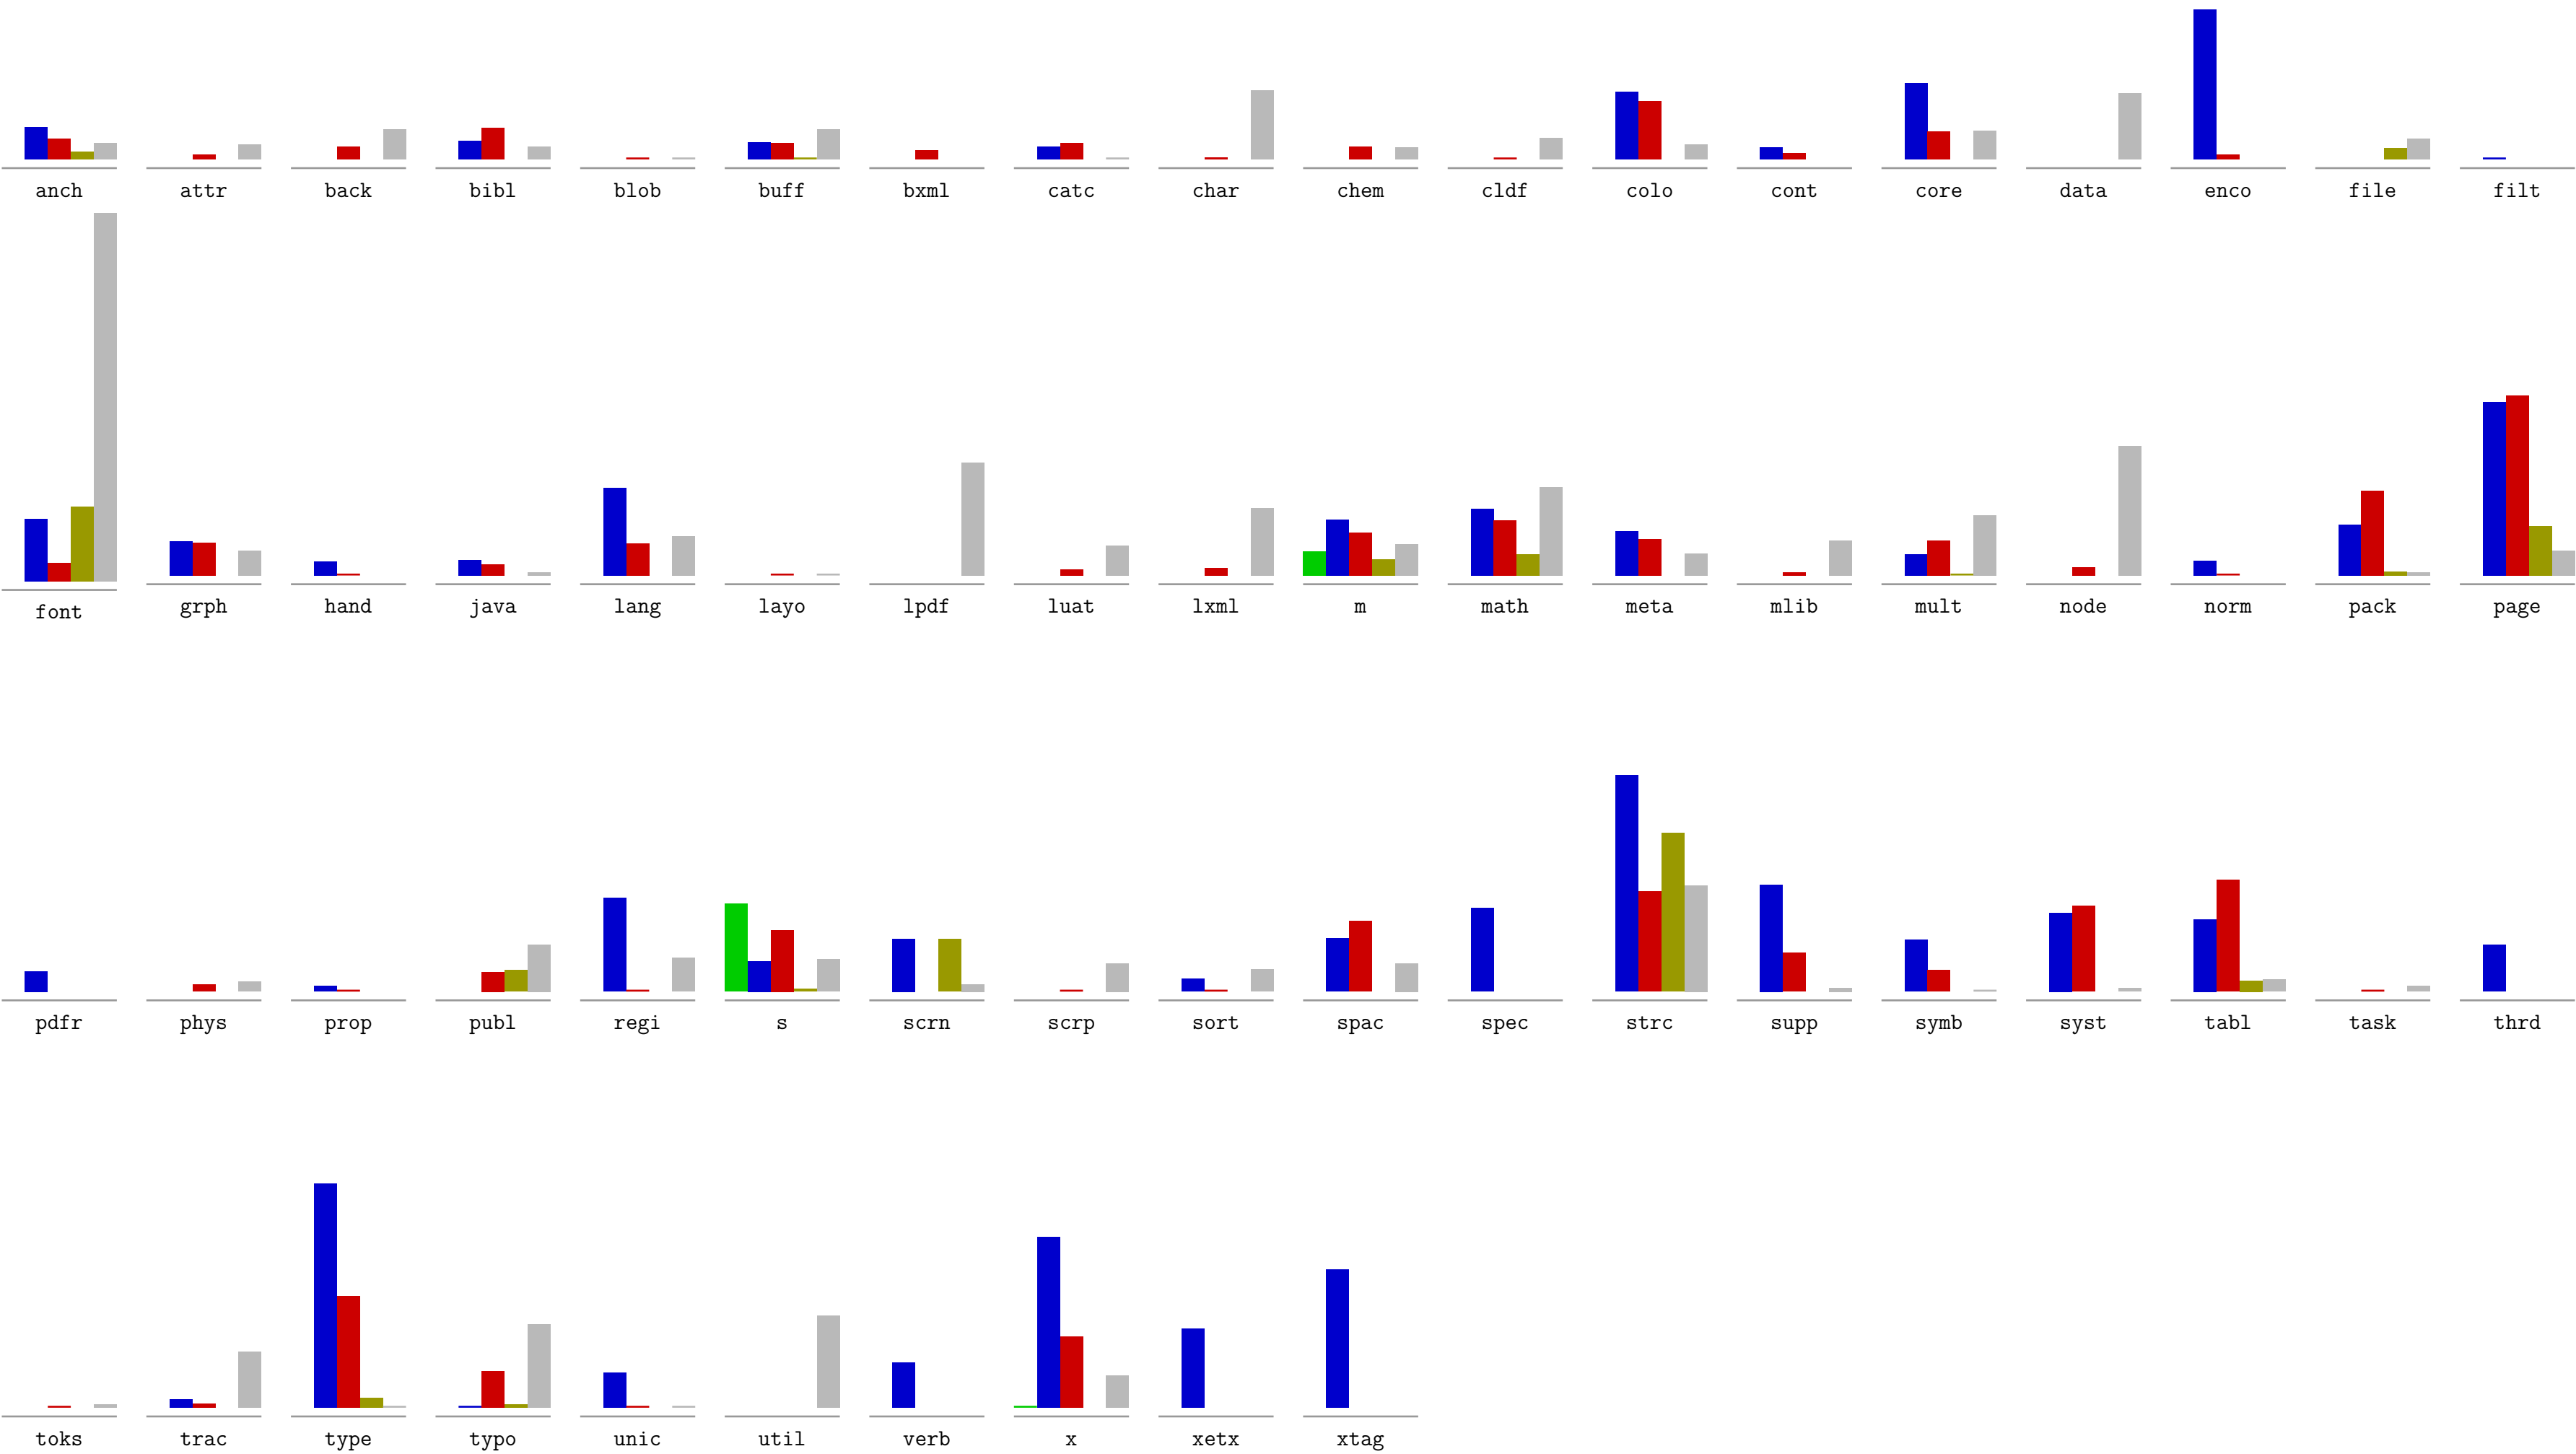 anch attr back bibl blob buff bxml catc char chem cldf colo cont core data enco file filt
font grph hand java lang layo lpdf luat lxml m math meta mlib mult node norm pack page
pdfr phys prop publ regi s scrn scrp sort spac spec strc supp symb syst tabl task thrd
toks trac type typo unic util verb x xetx xtag